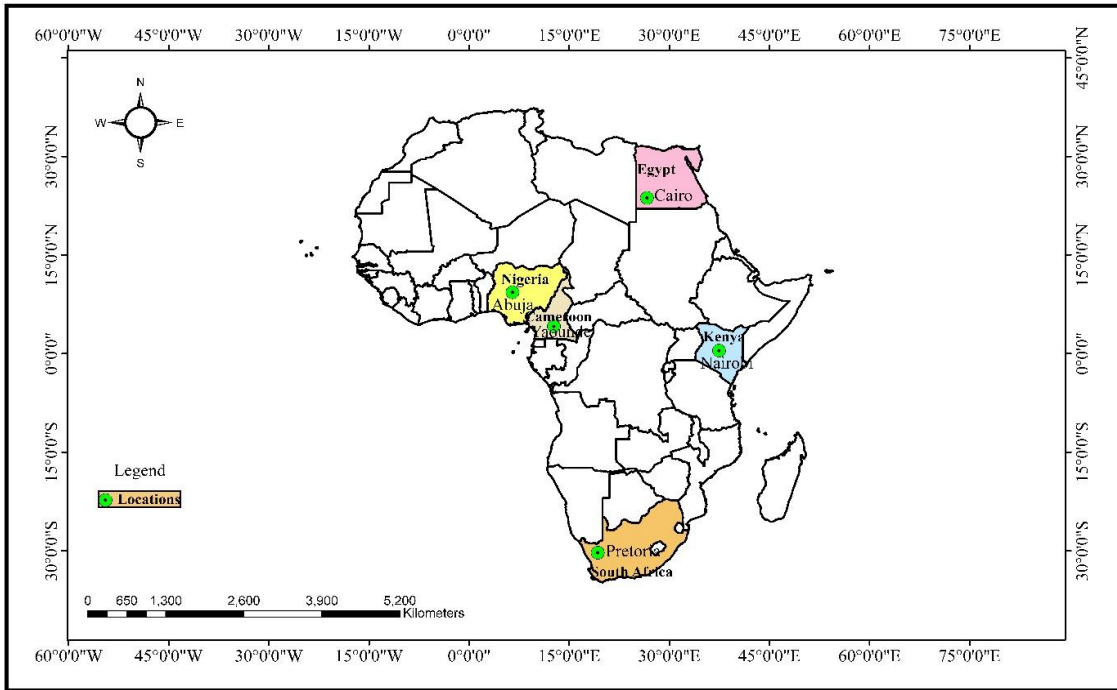 60°0'0"W 45°0'0"W 30°0'0"W 15°0'0"W 0°0'0" 15°0'0"E 30°0'0"E 45°0'0"E 60°0'0"E 75°0'0"E
45°0'0"N
45°0'0"N
N
W E
S
30°0'0"N
30°0'0"N
Egypt
Cairo
15°0'0"N
15°0'0"N
Nigeria
Abuja
Cameroon
Yaounde
Kenya
Nairobi
0°0'0"
0°0'0"
15°0'0"S
15°0'0"S
Legend
Locations
30°0'0"S
30°0'0"S
Pretoria
South Africa
0 650 1,300 2,600 3,900 5,200
Kilometers
60°0'0"W 45°0'0"W 30°0'0"W 15°0'0"W 0°0'0" 15°0'0"E 30°0'0"E 45°0'0"E 60°0'0"E 75°0'0"E